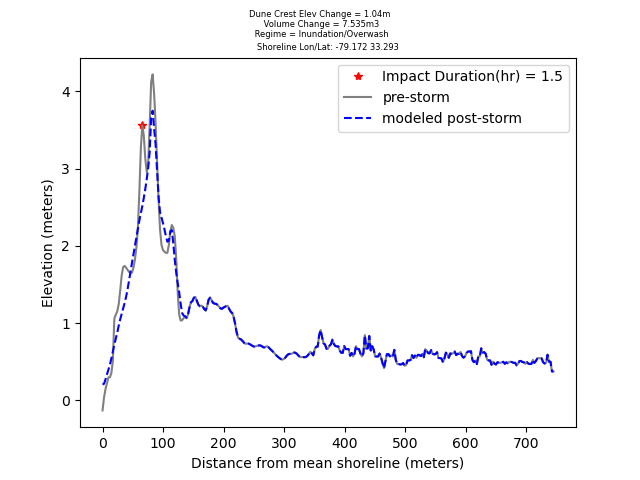 Dune Crest Elev Change = 1.04m
Volume Change = 7.535m3
Regime = Inundation/Overwash
Shoreline Lon/Lat: -79.172 33.293
Impact Duration(hr) = 1.5
pre-storm
modeled post-storm
4
3
2
1
0
Elevation (meters)
0 100 200 300 400 500 600 700
Distance from mean shoreline (meters)